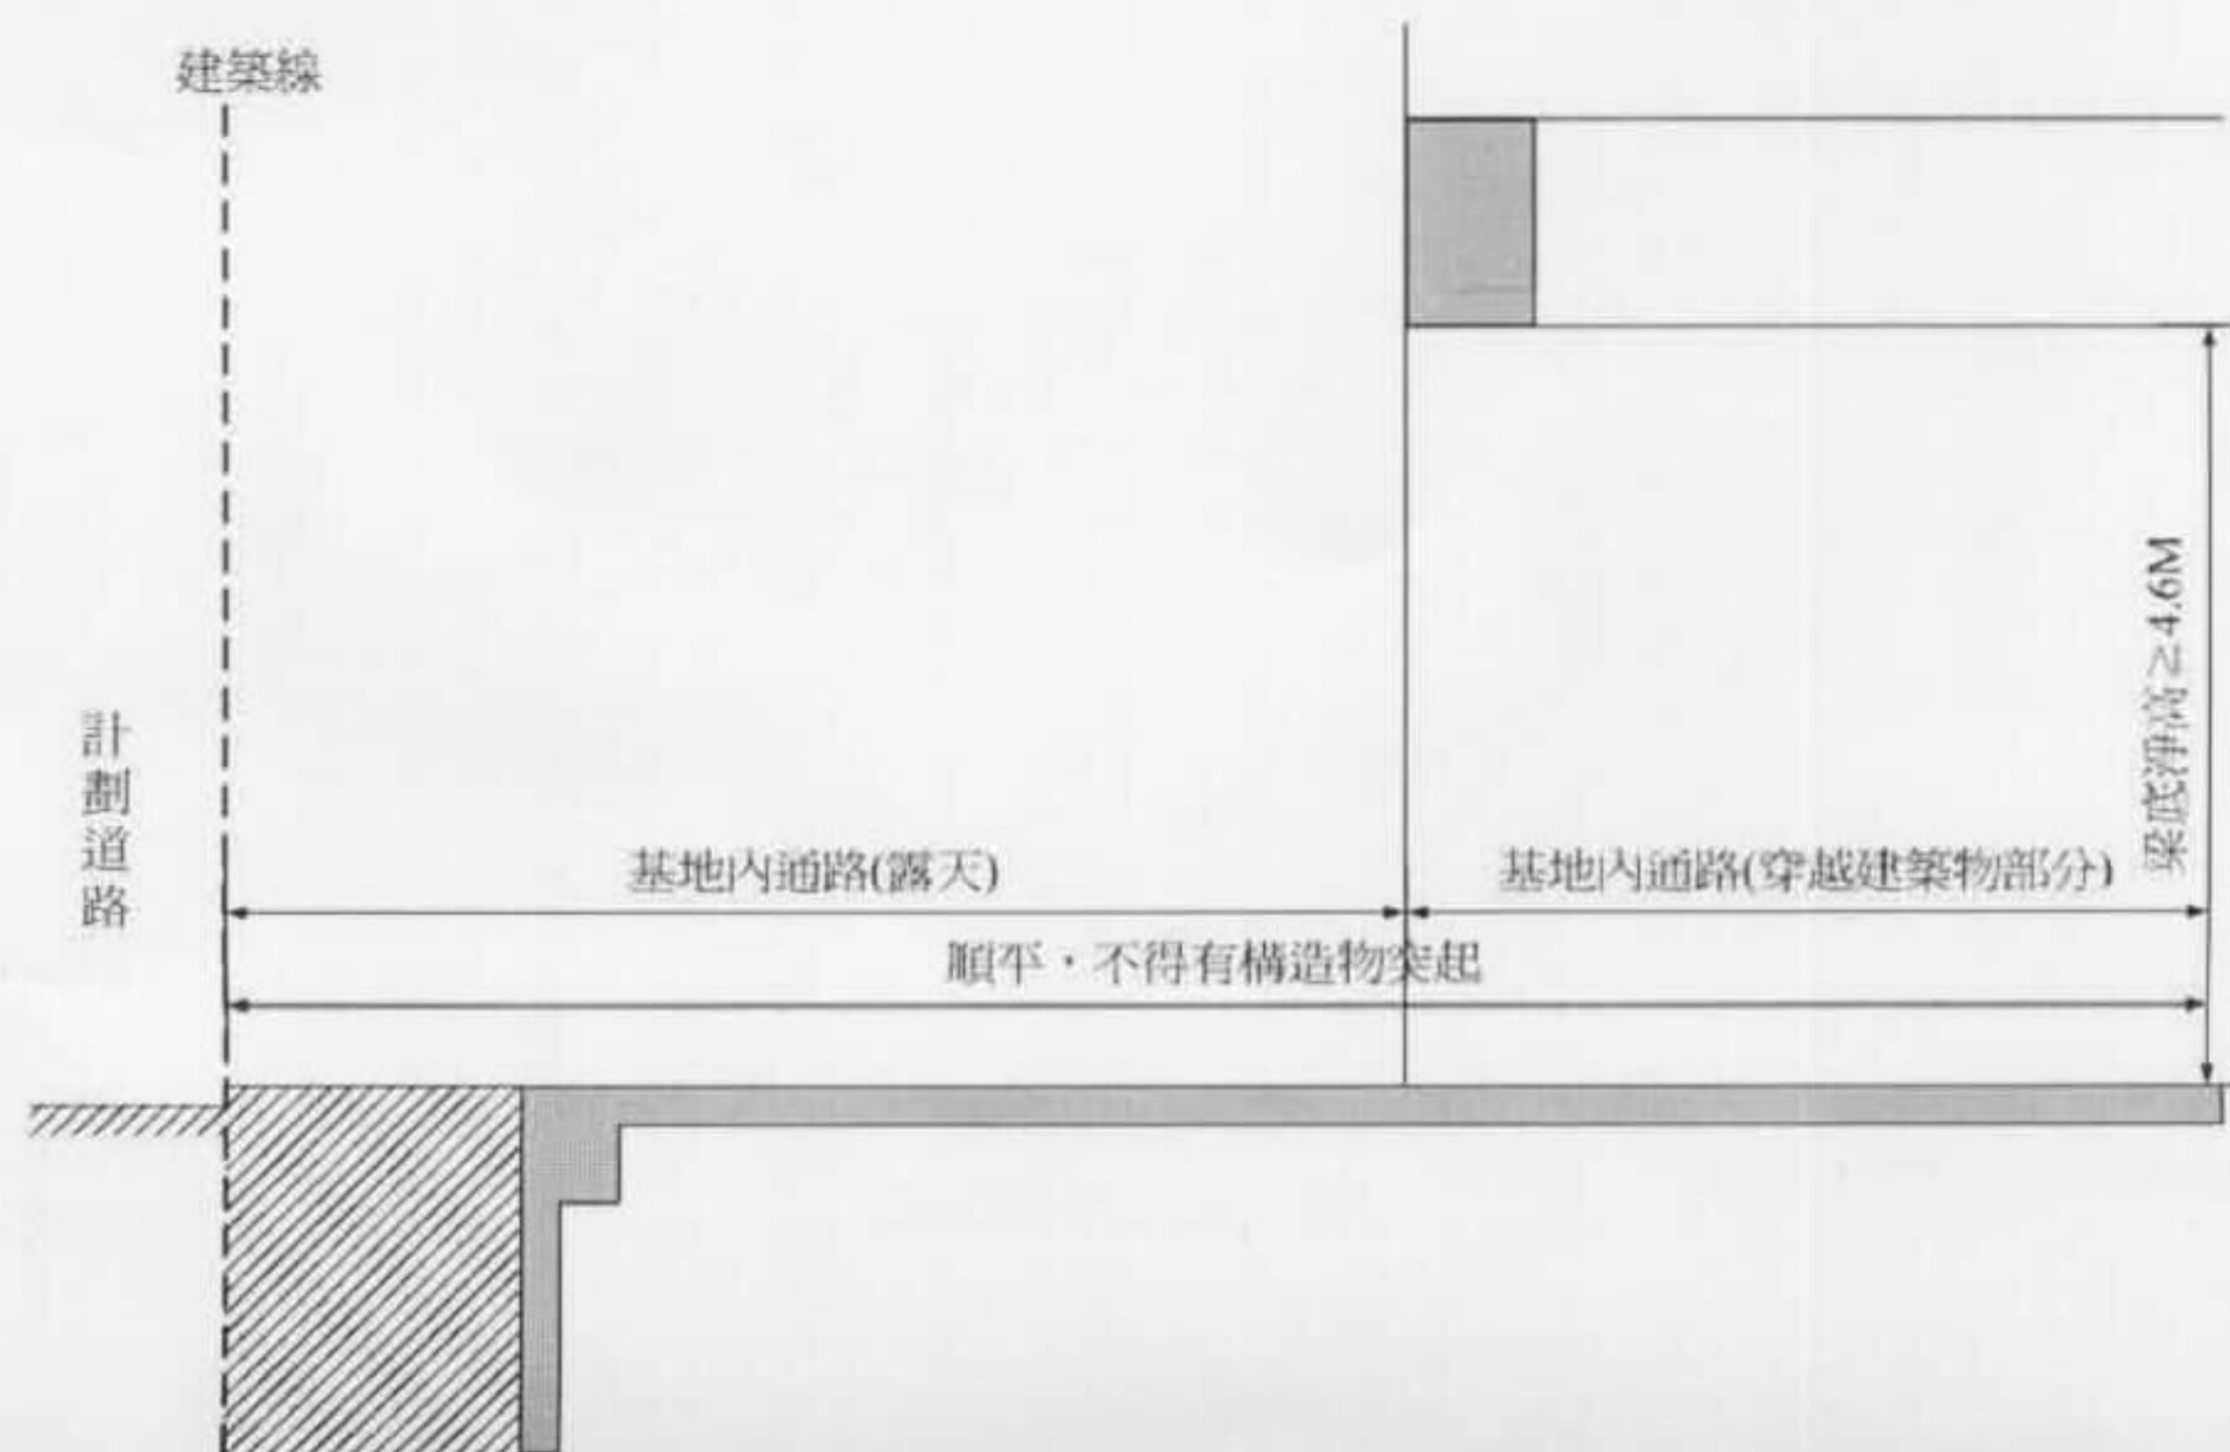 建築線
計劃道路
基地內通路(露天)
基地內通路(穿越建築物部分)
梁底淨高≥4.6M
順平，不得有構造物突起